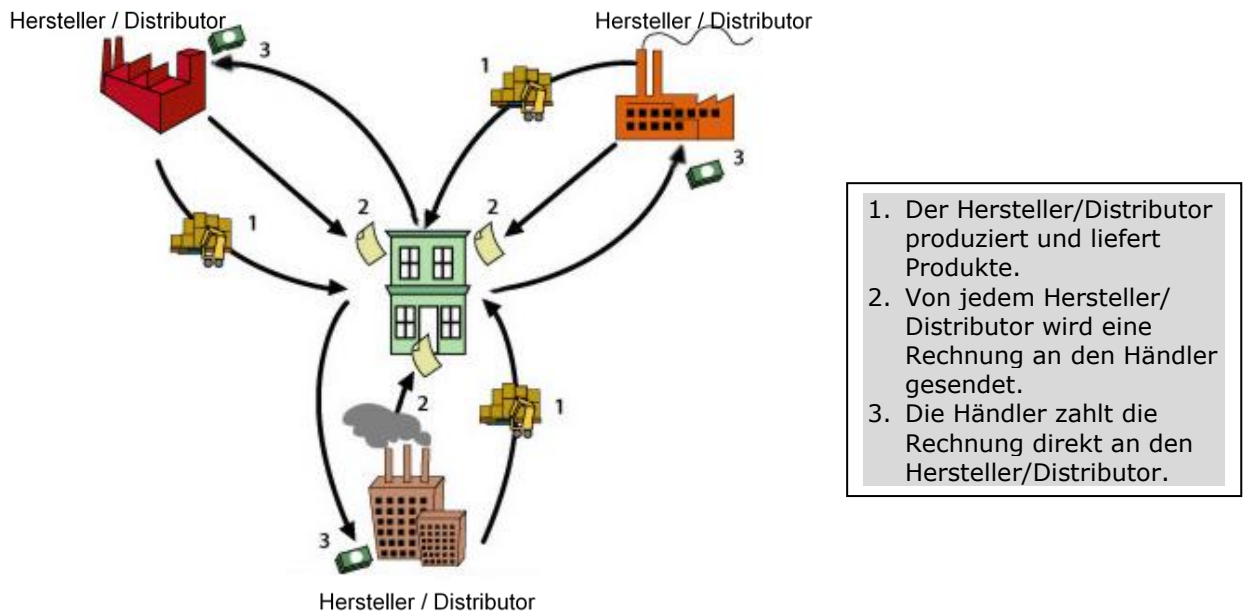 Hersteller / Distributor
Hersteller / Distributor
3
1
3
2
2
1
2
1
3
Hersteller / Distributor
1. Der Hersteller/Distributor
produziert und liefert
Produkte.
2. Von jedem Hersteller/
Distributor wird eine
Rechnung an den Händler
gesendet.
3. Die Händler zahlt die
Rechnung direkt an den
Hersteller/Distributor.